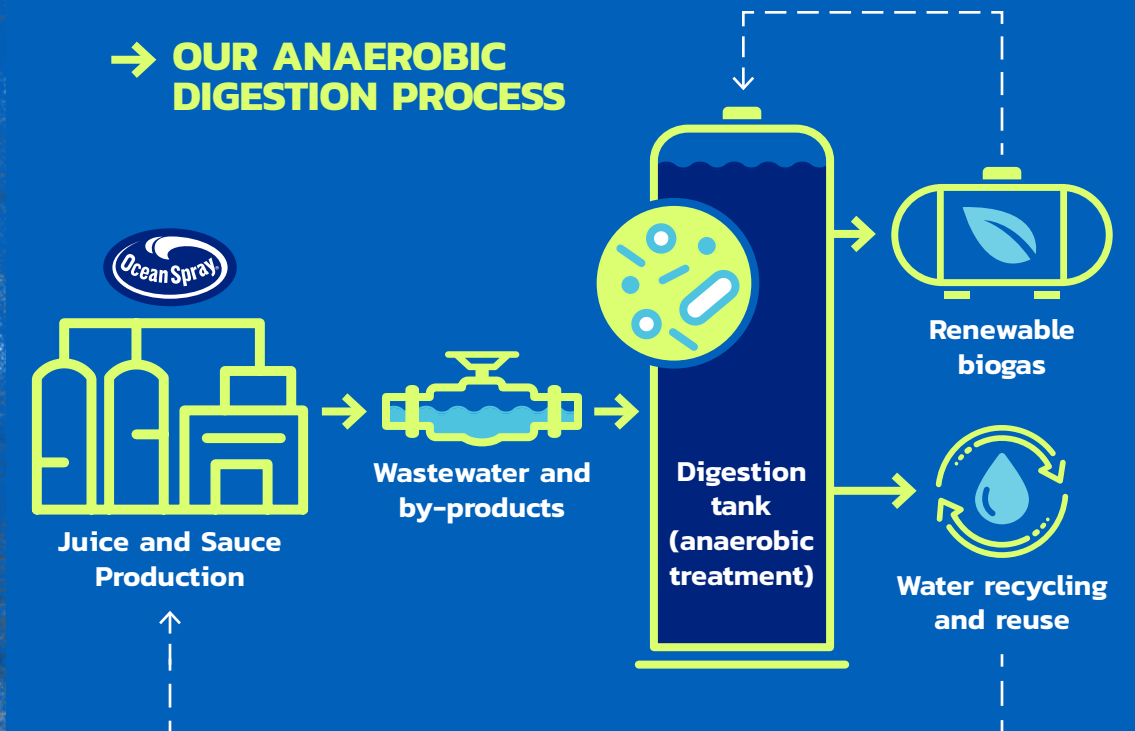 OUR ANAEROBIC
DIGESTION PROCESS
Ocean Spray®
Juice and Sauce
Production
Wastewater and
by-products
Digestion
tank
(anaerobic
treatment)
Renewable
biogas
Water recycling
and reuse